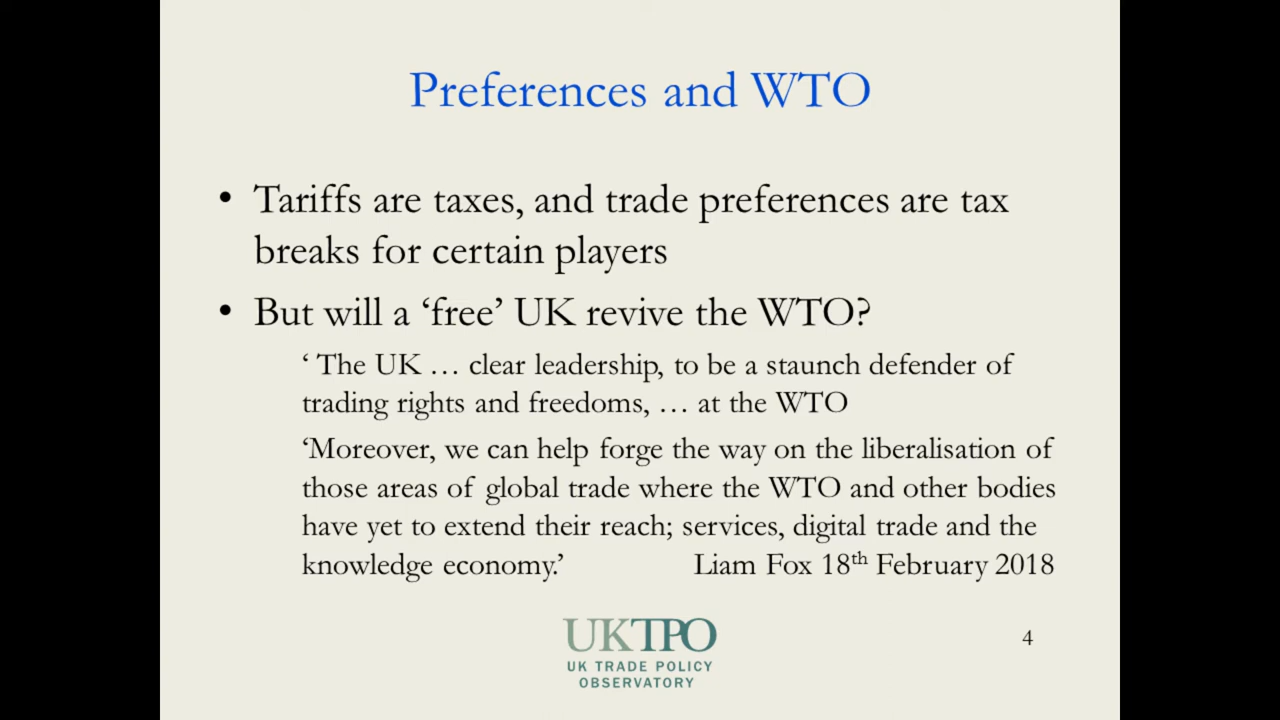 Preferences and WTO
• Tariffs are taxes, and trade preferences are tax
breaks for certain players
• But will a ‘free’ UK revive the WTO?
‘ The UK … clear leadership, to be a staunch defender of
trading rights and freedoms, … at the WTO
‘Moreover, we can help forge the way on the liberalisation of
those areas of global trade where the WTO and other bodies
have yet to extend their reach; services, digital trade and the
knowledge economy.’ Liam Fox 18th February 2018
UKTPO
UK TRADE POLICY
OBSERVATORY
4